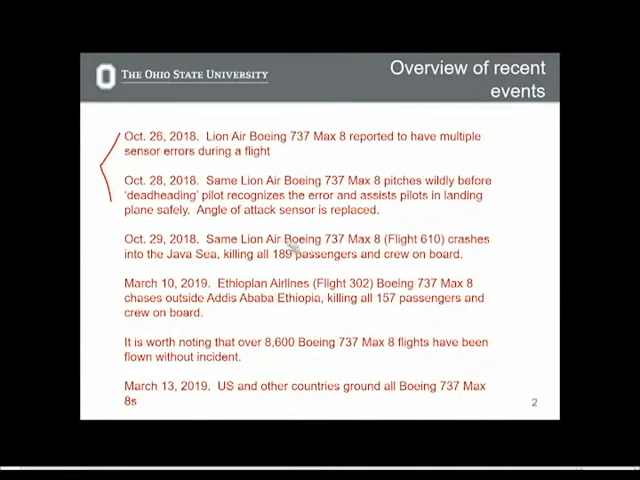 THE OHIO STATE UNIVERSITY
Overview of recent
events
Oct. 26, 2018. Lion Air Boeing 737 Max 8 reported to have multiple
sensor errors during a flight
Oct. 28, 2018. Same Lion Air Boeing 737 Max 8 pitches wildly before
'deadheading' pilot recognizes the error and assists pilots in landing
plane safely. Angle of attack sensor is replaced.
Oct. 29, 2018. Same Lion Air Boeing 737 Max 8 (Flight 610) crashes
into the Java Sea, killing all 189 passengers and crew on board.
March 10, 2019. Ethiopian Airlines (Flight 302) Boeing 737 Max 8
chases outside Addis Ababa Ethiopia, killing all 157 passengers and
crew on board.
It is worth noting that over 8,600 Boeing 737 Max 8 flights have been
flown without incident.
March 13, 2019. US and other countries ground all Boeing 737 Max
8s
2